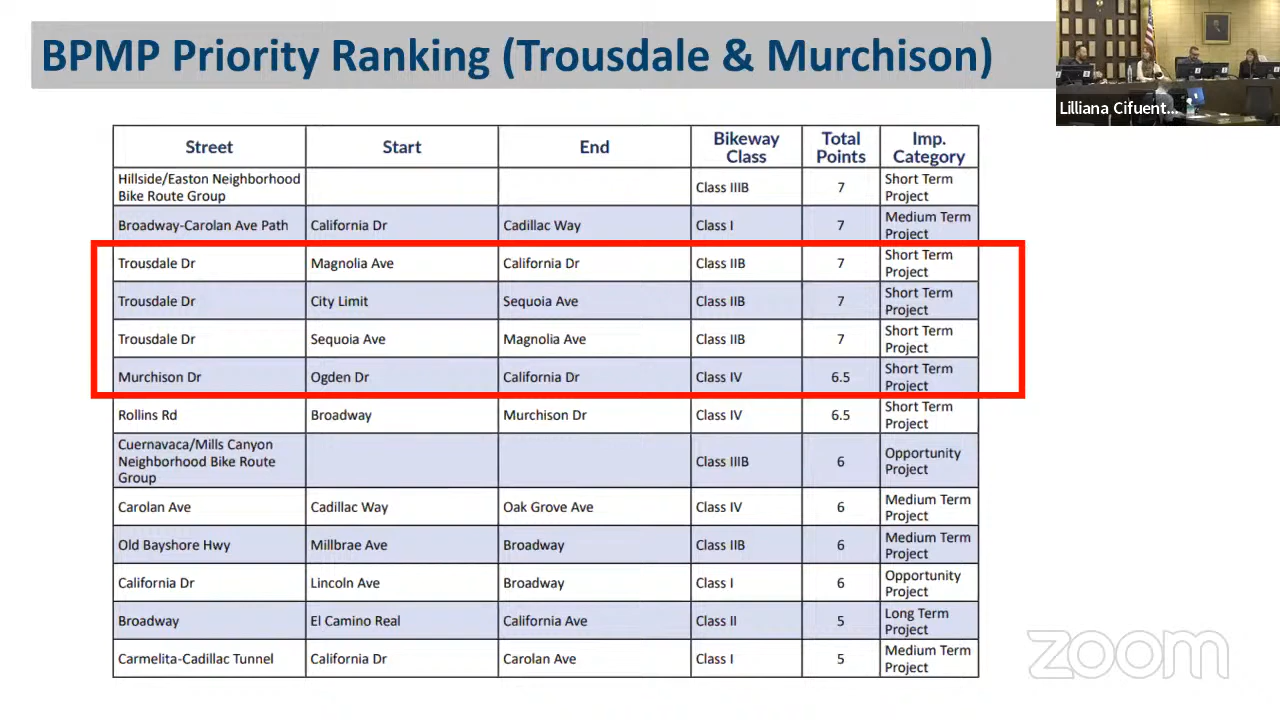 BPMP Priority Ranking (Trousdale & Murchison)
Lilliana Cifuent...
Street Start End Bikeway Class Total Points Imp. Category
Hillside/Easton Neighborhood Bike Route Group Class IIIB 7 Short Term Project
Broadway-Carolan Ave Path California Dr Cadillac Way Class I 7 Medium Term Project
Trousdale Dr Magnolia Ave California Dr Class IIB 7 Short Term Project
Trousdale Dr City Limit Sequoia Ave Class IIB 7 Short Term Project
Trousdale Dr Sequoia Ave Magnolia Ave Class IIB 7 Short Term Project
Murchison Dr Ogden Dr California Dr Class IV 6.5 Short Term Project
Rollins Rd Broadway Murchison Dr Class IV 6.5 Short Term Project
Cuernavaca/Mills Canyon Neighborhood Bike Route Group Class IIIB 6 Opportunity Project
Carolan Ave Cadillac Way Oak Grove Ave Class IV 6 Medium Term Project
Old Bayshore Hwy Millbrae Ave Broadway Class IIB 6 Medium Term Project
California Dr Lincoln Ave Broadway Class I 6 Opportunity Project
Broadway El Camino Real California Ave Class II 5 Long Term Project
Carmelita-Cadillac Tunnel California Dr Carolan Ave Class I 5 Medium Term Project
zoom